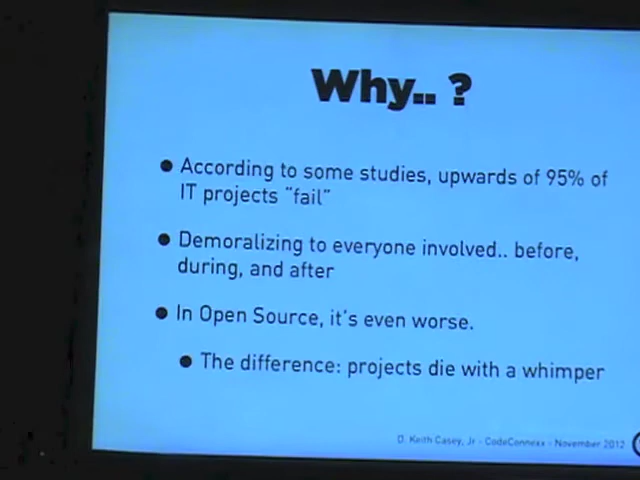 Why.. ?
● According to some studies, upwards of 95% of
IT projects "fail"
● Demoralizing to everyone involved.. before,
during, and after
● In Open Source, it's even worse.
● The difference: projects die with a whimper
D. Keith Casey, Jr - CodeConnexx - November 2012